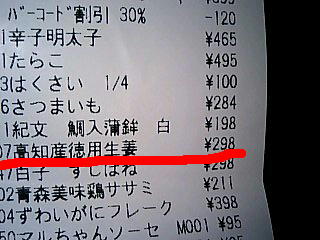 バーコード割引 30% -120
1辛子明太子 ¥465
1たらこ ¥495
3はくさい 1/4 ¥100
6さつまいも ¥284
1紀文 鯛入蒲鉾 白 ¥198
07高知産徳用生姜 ¥298
47白子 すじはね ¥298
02青森美味鶏ササミ ¥211
04ずわいがにフレーク ¥398
50マルちゃんソーセ M001 ¥95